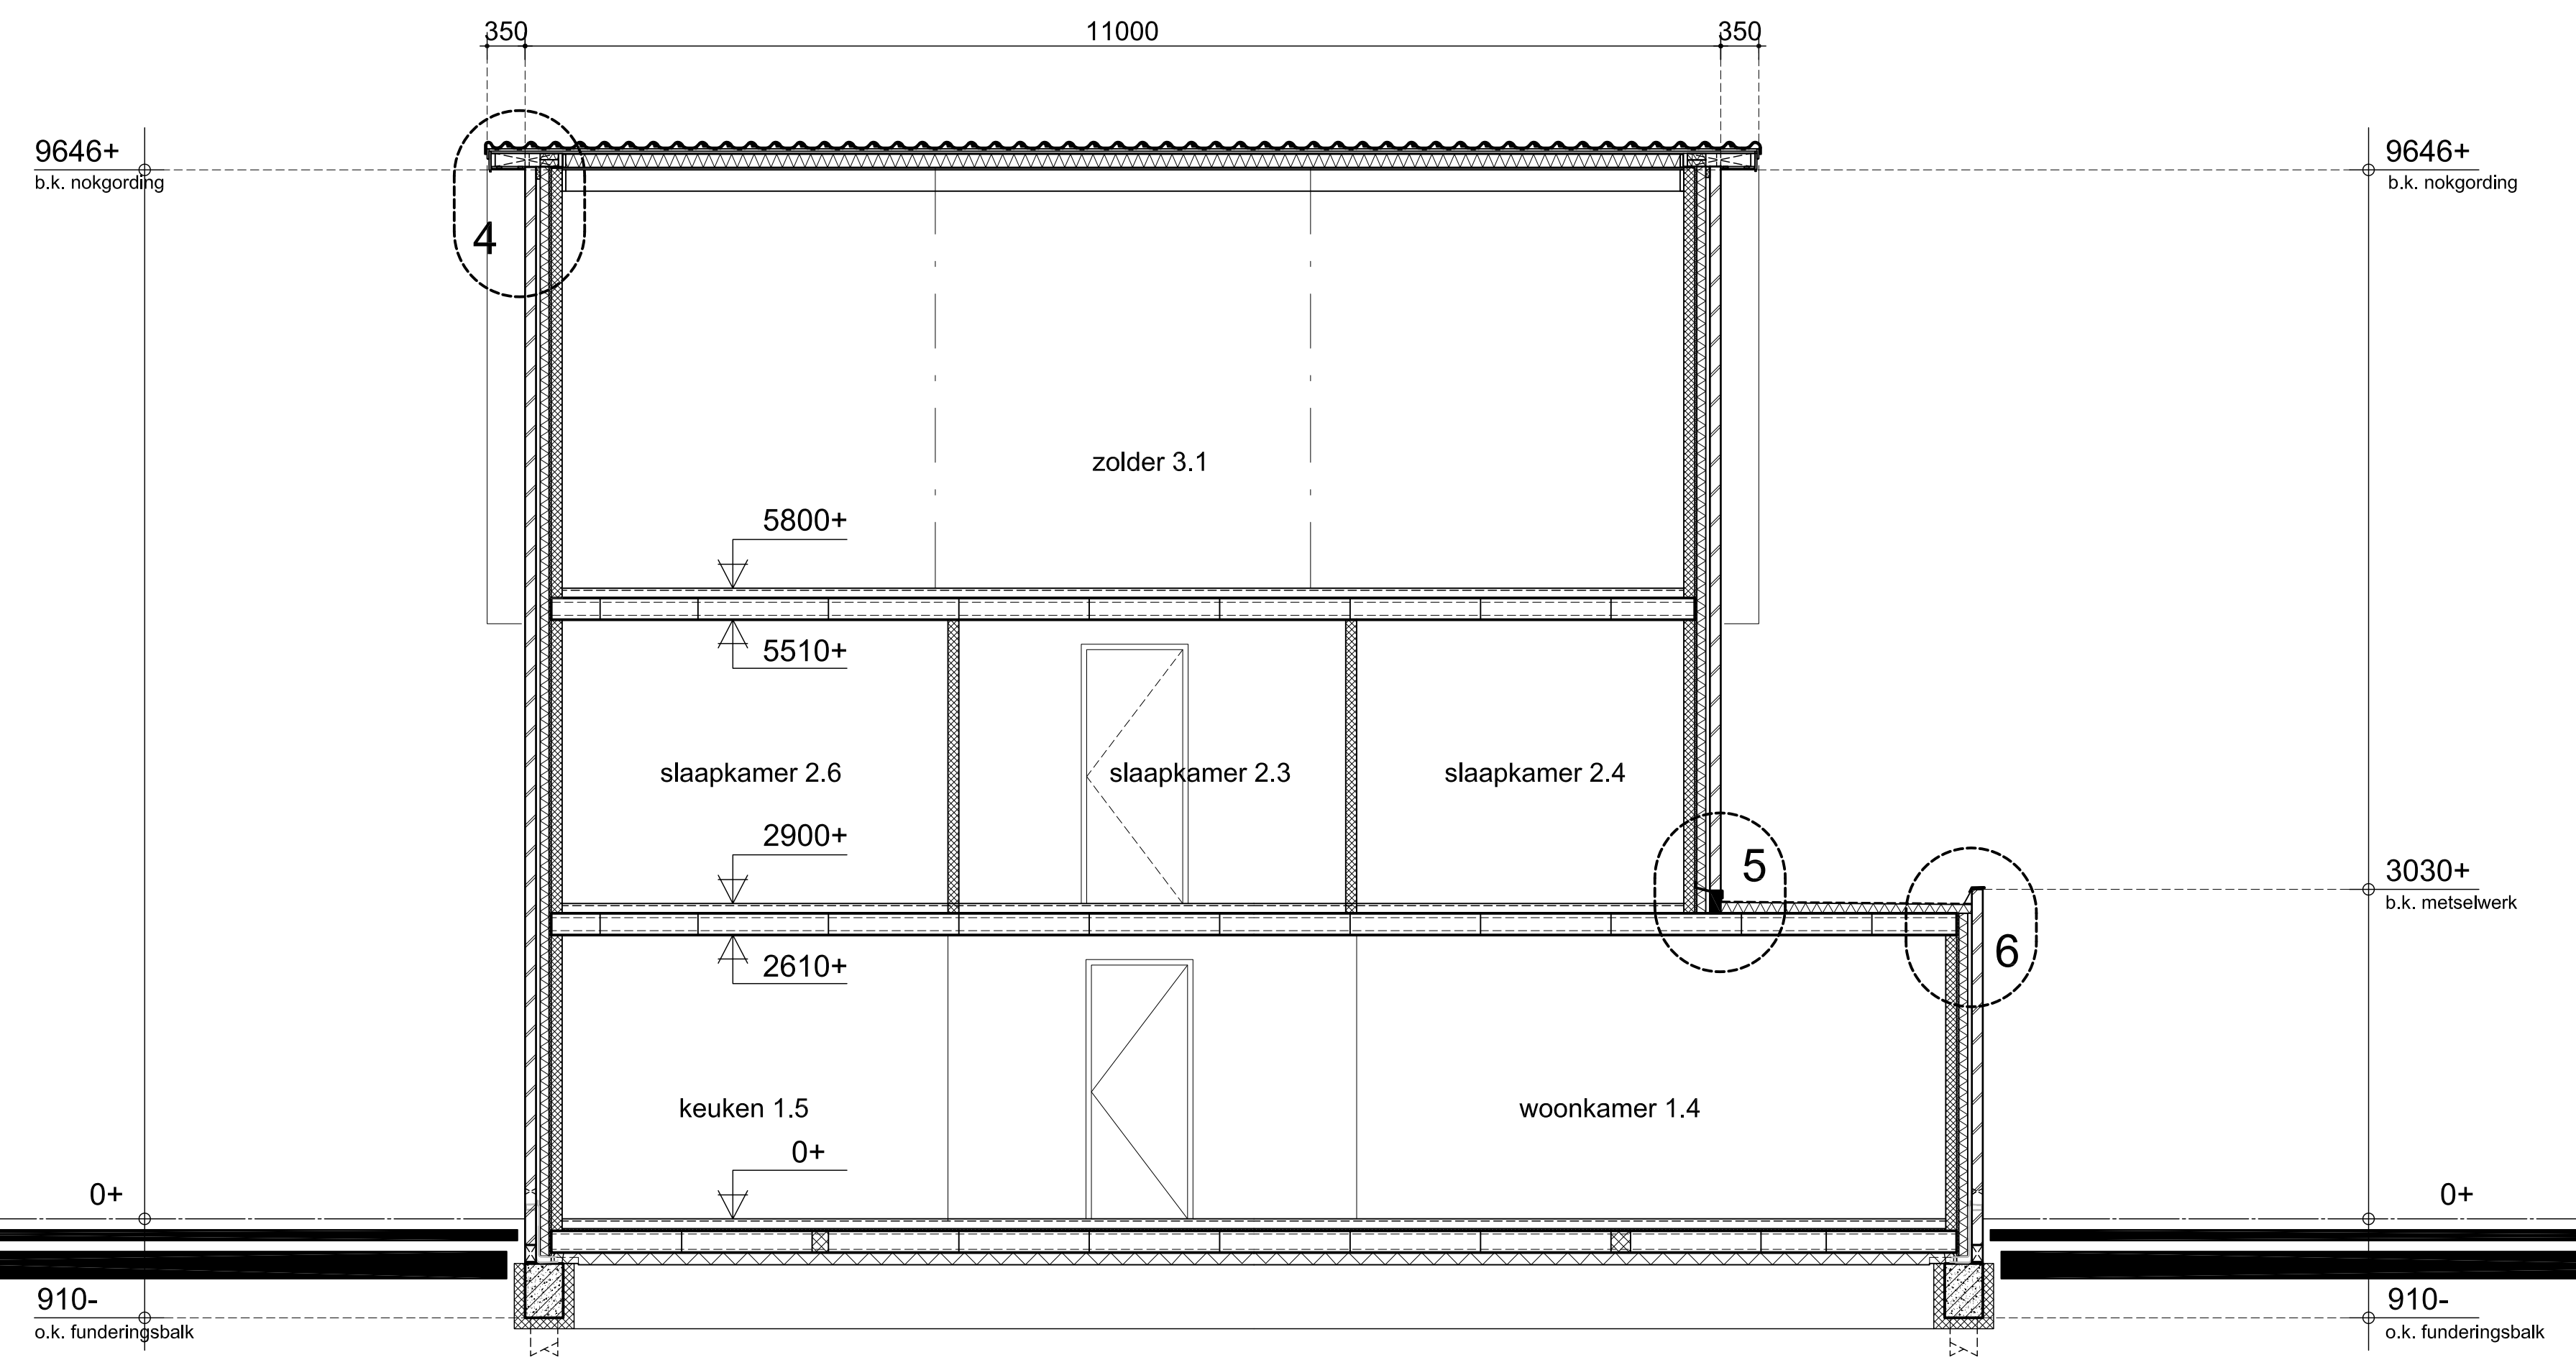 350 11000 350
9646+ 9646+
b.k. nokgording b.k. nokgording
4
zolder 3.1
5800+
5510+
slaapkamer 2.6 slaapkamer 2.3 slaapkamer 2.4
2900+
5
3030+
b.k. metselwerk
6
2610+
keuken 1.5 woonkamer 1.4
0+
0+ 0+
910- 910-
o.k. funderingsbalk o.k. funderingsbalk